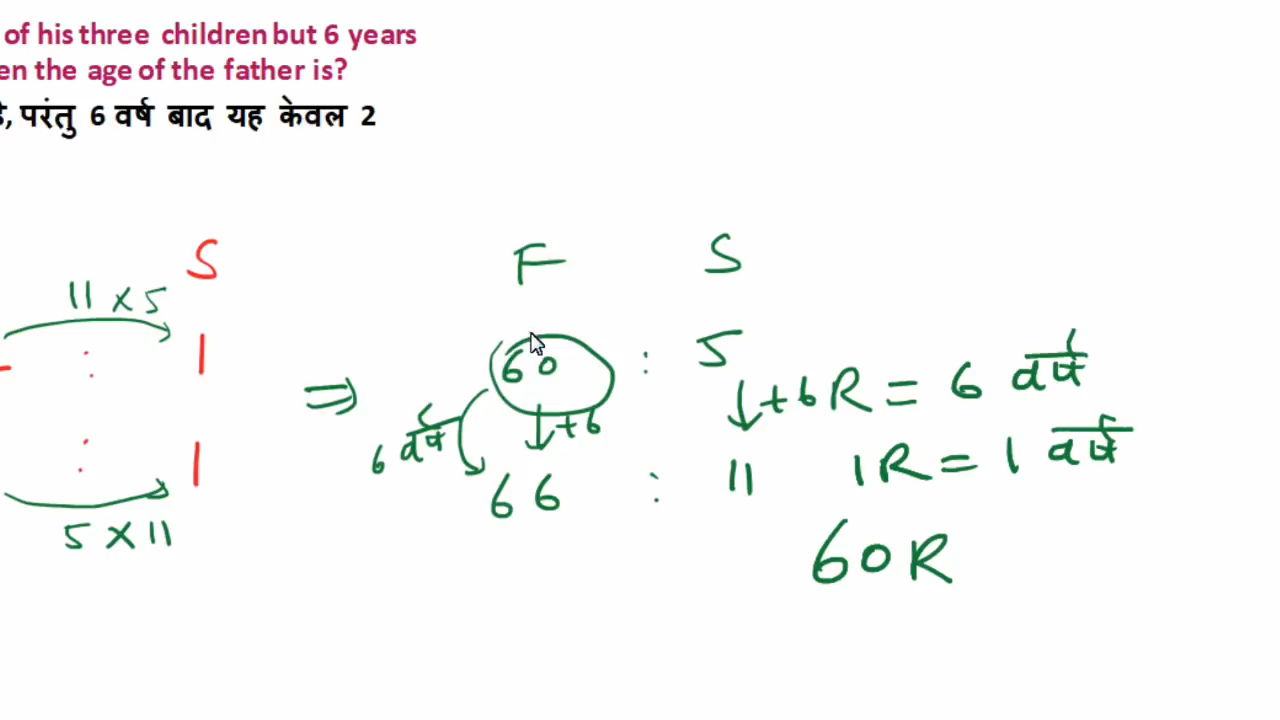 of his three children but 6 years
en the age of the father is?
है, परंतु 6 वर्ष बाद यह केवल 2
S
11 × 5
: 1
: 1
5 × 11
⇒
F S
60 : 5
↓+6R = 6 वर्ष
6 वर्ष ↓+6
66 : 11
1R = 1 वर्ष
60R